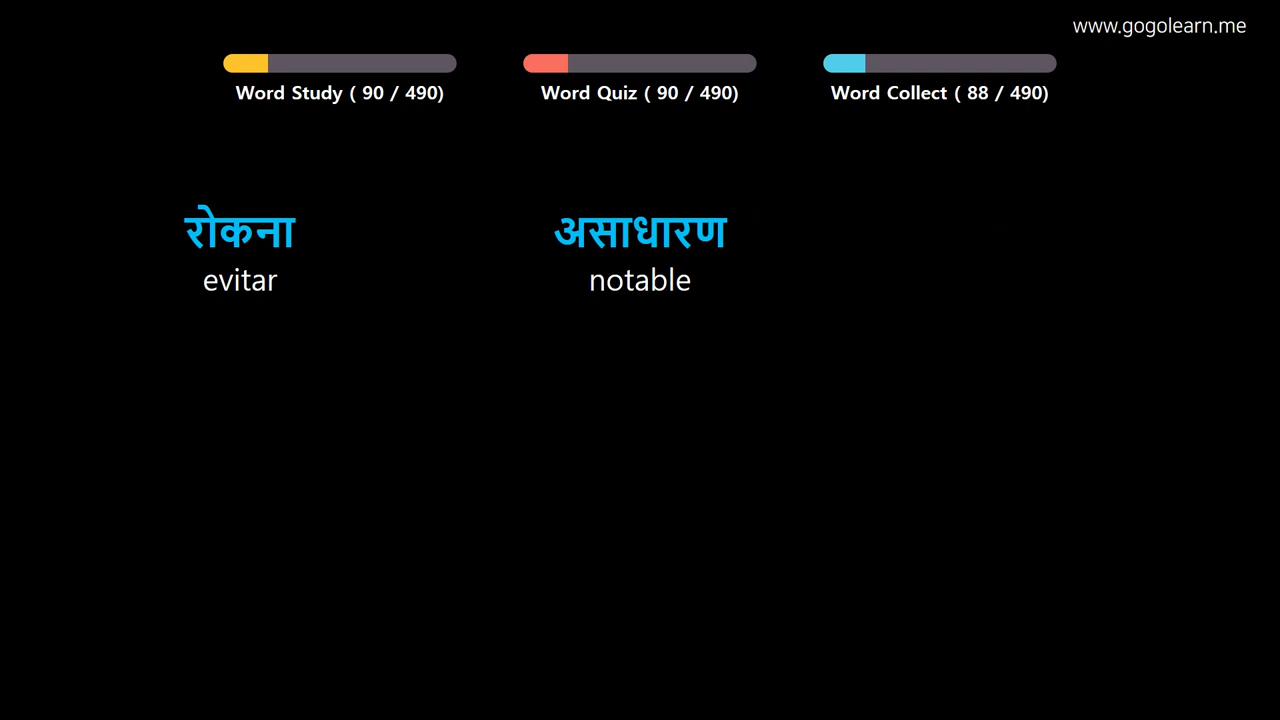 www.gogolearn.me
Word Study ( 90 / 490)
Word Quiz ( 90 / 490)
Word Collect ( 88 / 490)
रोकना
evitar
असाधारण
notable